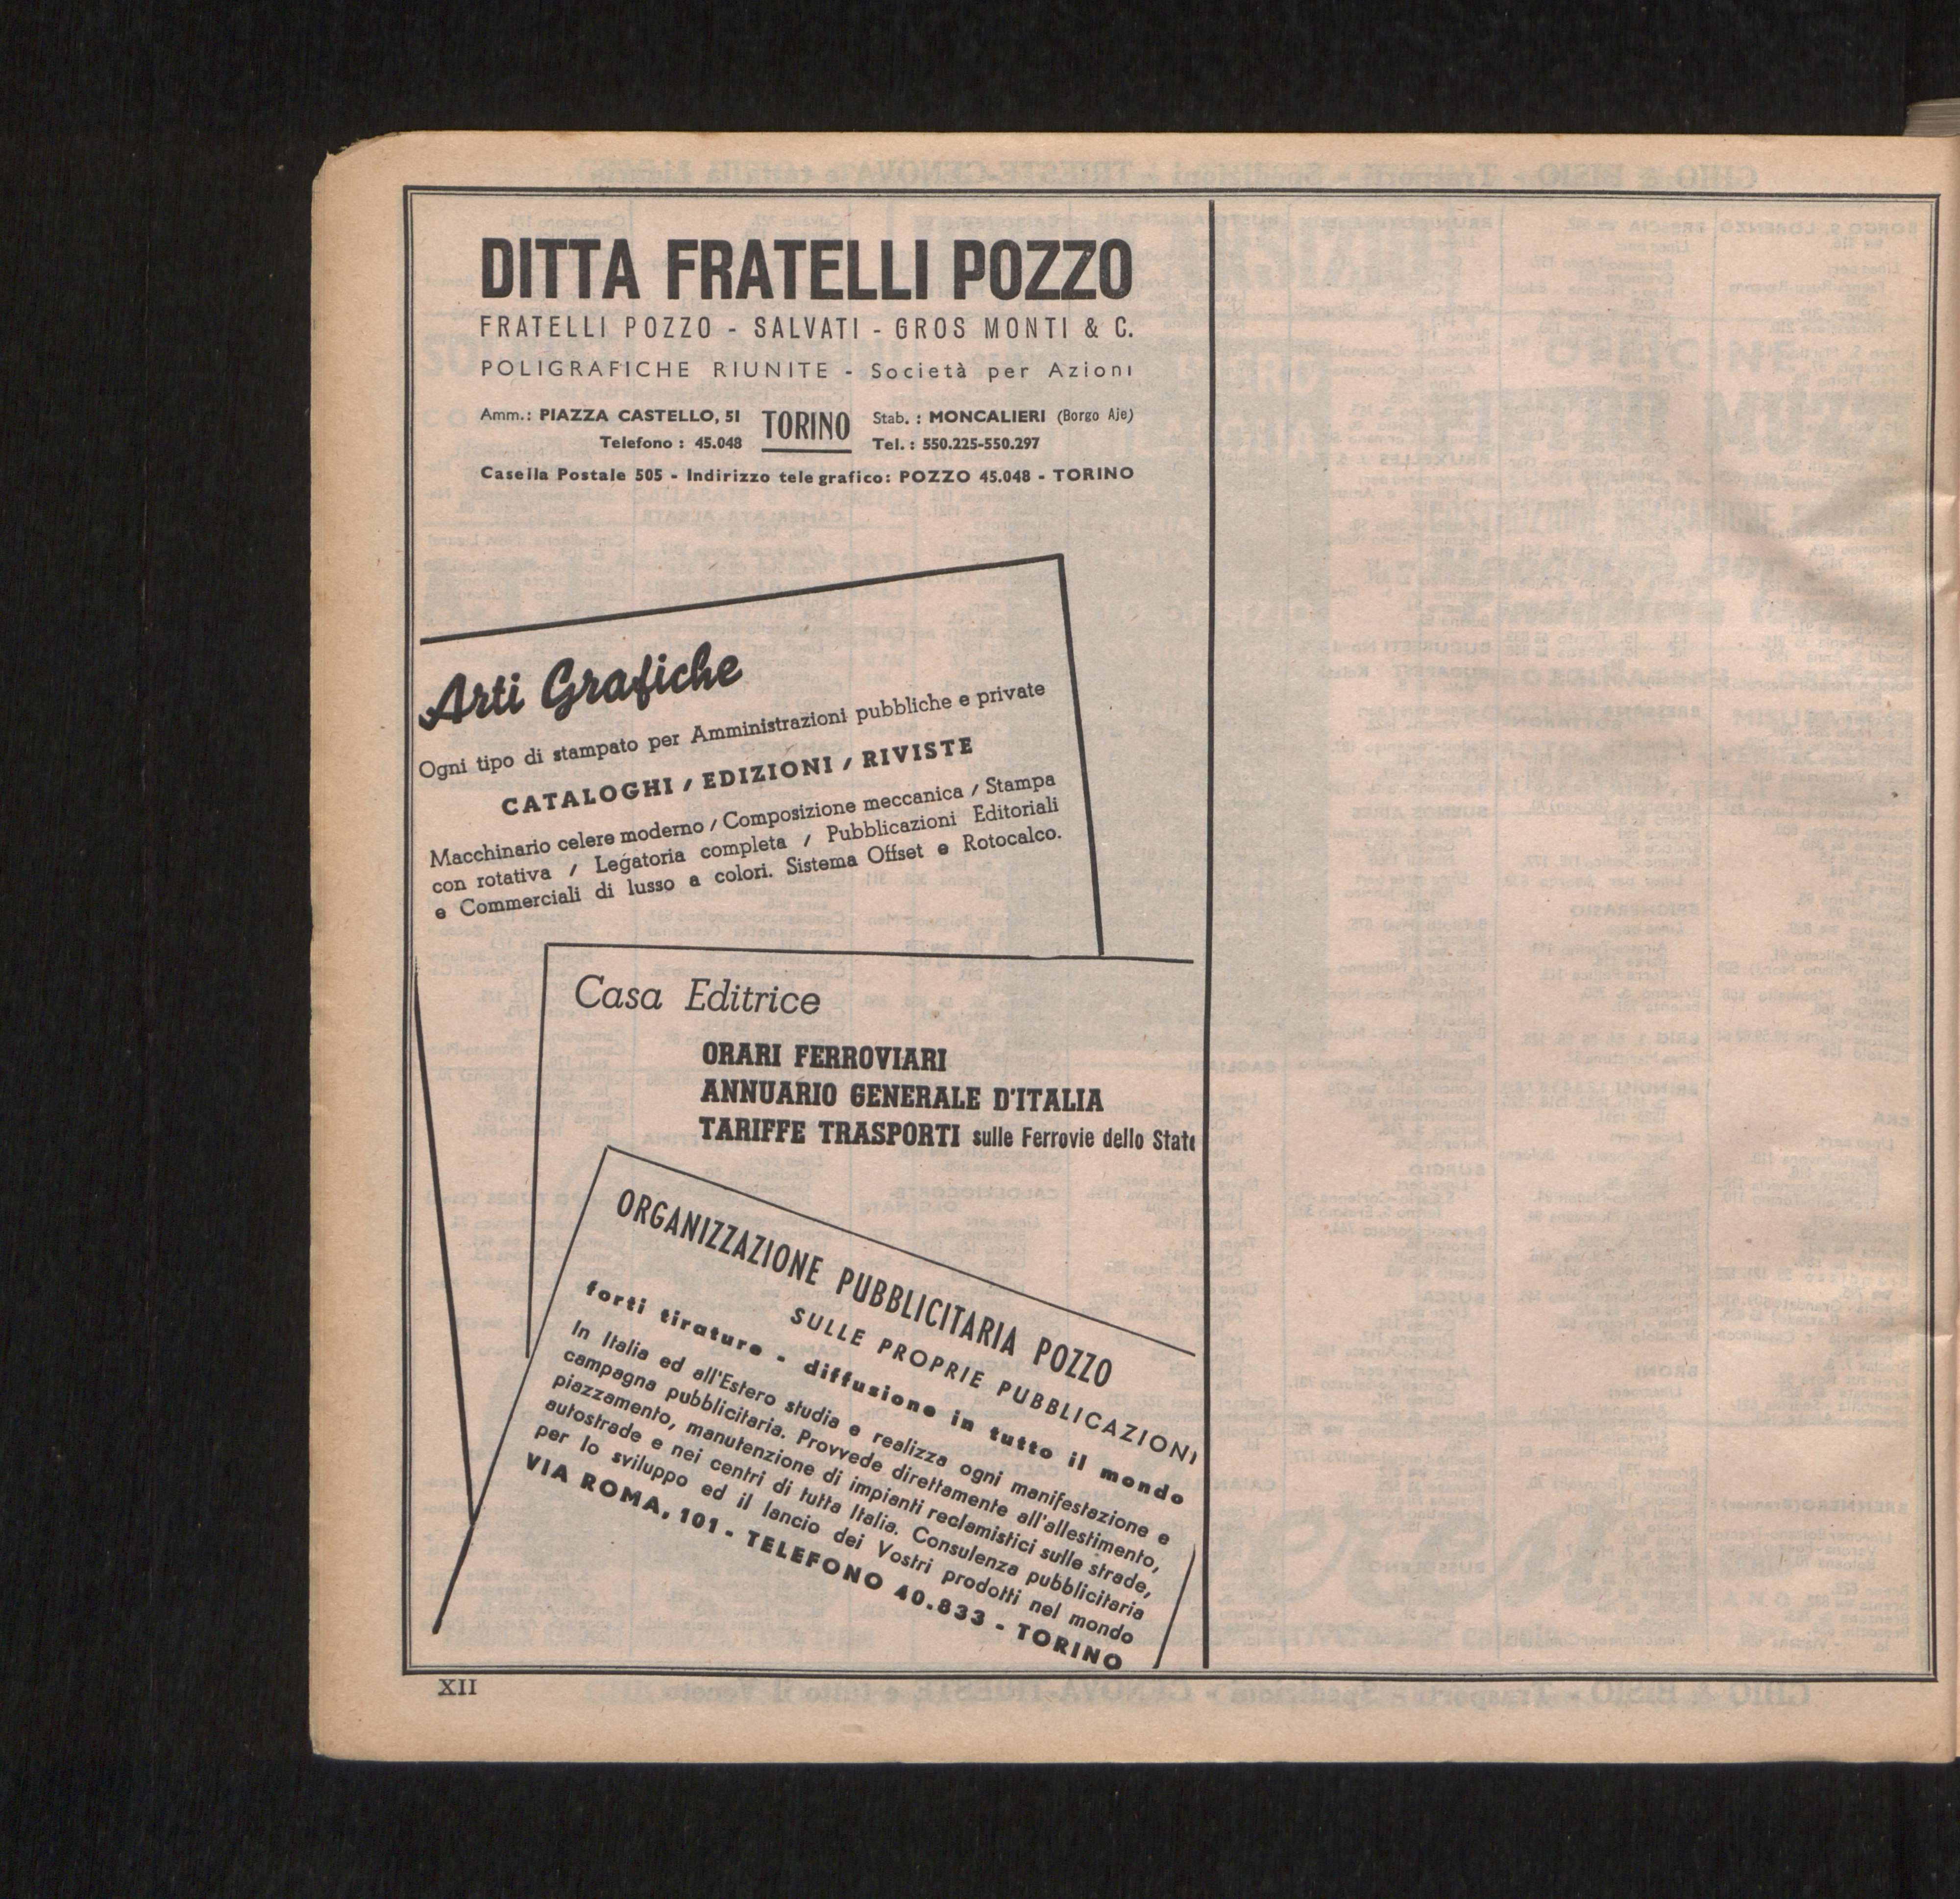 DITTA FRATELLI POZZO
FRATELLI POZZO - SALVATI - GROS MONTI & C.
POLIGRAFICHE RIUNITE - Società per Azioni
Amm.: PIAZZA CASTELLO, 51 TORINO Stab. : MONCALIERI (Borgo Aje)
Telefono : 45.048 Tel. : 550.225-550.297
Casella Postale 505 - Indirizzo telegrafico: POZZO 45.048 - TORINO
Arti Grafiche
Ogni tipo di stampato per Amministrazioni pubbliche e private
CATALOGHI / EDIZIONI / RIVISTE
Macchinario celere moderno / Composizione meccanica / Stampa
con rotativa / Legatoria completa / Pubblicazioni Editoriali
e Commerciali di lusso a colori. Sistema Offset e Rotocalco.
Casa Editrice
ORARI FERROVIARI
ANNUARIO GENERALE D'ITALIA
TARIFFE TRASPORTI sulle Ferrovie dello State
ORGANIZZAZIONE PUBBLICITARIA POZZO
SULLE PROPRIE PUBBLICAZIONI
forti tirature - diffusione in tutto il mondo
In Italia ed all'Estero studia e realizza ogni manifestazione e
campagna pubblicitaria. Provvede direttamente all'allestimento,
piazzamento, manutenzione di impianti reclamistici sulle strade,
autostrade e nei centri di tutta Italia. Consulenza pubblicitaria
per lo sviluppo ed il lancio dei Vostri prodotti nel mondo
VIA ROMA, 101 - TELEFONO 40.833 - TORINO
XII